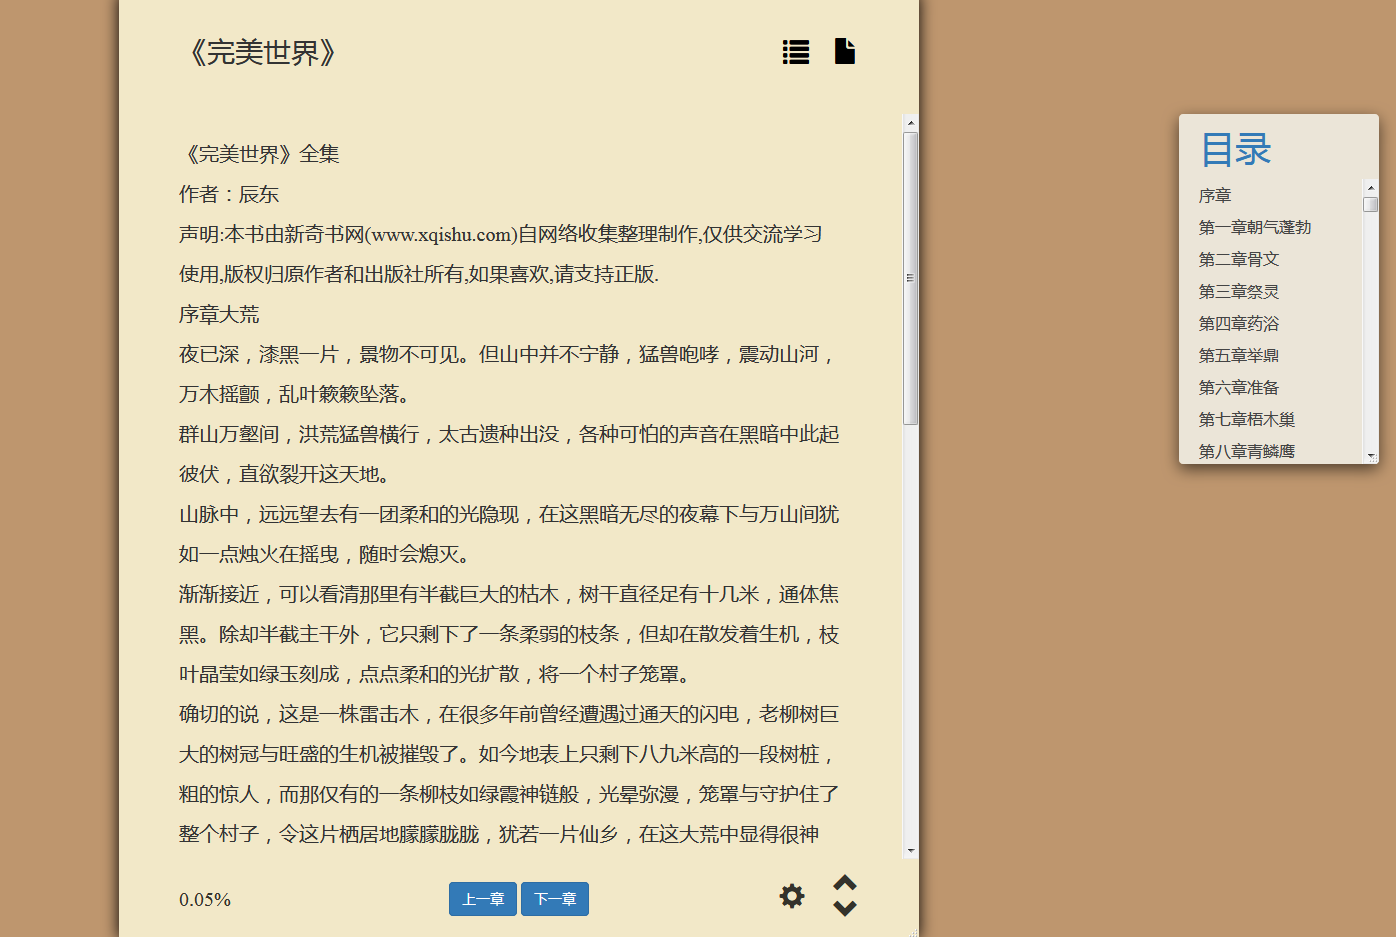 《完美世界》
《完美世界》全集
作者：辰东
声明:本书由新奇书网(www.xqishu.com)自网络收集整理制作,仅供交流学习
使用,版权归原作者和出版社所有,如果喜欢,请支持正版.
序章大荒
夜已深，漆黑一片，景物不可见。但山中并不宁静，猛兽咆哮，震动山河，
万木摇颤，乱叶簌簌坠落。
群山万壑间，洪荒猛兽横行，太古遗种出没，各种可怕的声音在黑暗中此起
彼伏，直欲裂开这天地。
山脉中，远远望去有一团柔和的光隐现，在这黑暗无尽的夜幕下与万山间犹
如一点烛火在摇曳，随时会熄灭。
渐渐接近，可以看清那里有半截巨大的枯木，树干直径足有十几米，通体焦
黑。除却半截主干外，它只剩下了一条柔弱的枝条，但却在散发着生机，枝
叶晶莹如绿玉刻成，点点柔和的光扩散，将一个村子笼罩。
确切的说，这是一株雷击木，在很多年前曾经遭遇过通天的闪电，老柳树巨
大的树冠与旺盛的生机被摧毁了。如今地表上只剩下八九米高的一段树桩，
粗的惊人，而那仅有的一条柳枝如绿霞神链般，光晕弥漫，笼罩与守护住了
整个村子，令这片栖居地朦朦胧胧，犹若一片仙乡，在这大荒中显得很神
0.05%
上一章
下一章
目录
序章
第一章朝气蓬勃
第二章骨文
第三章祭灵
第四章药浴
第五章举鼎
第六章准备
第七章梧木巢
第八章青鳞鹰